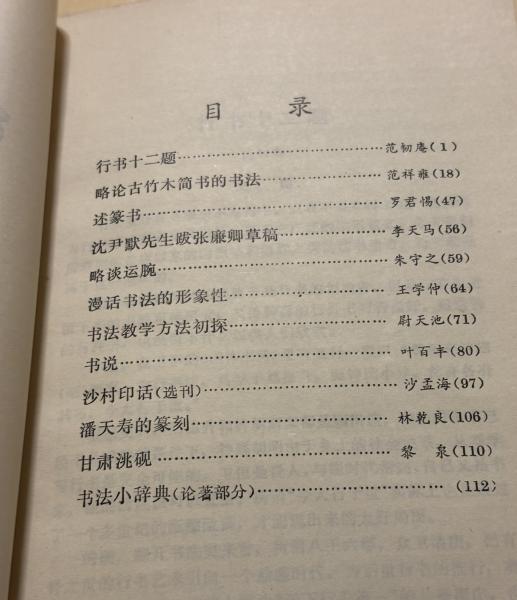 目 录
行书十二题……………………范韧庵(1)
略论古竹木简书的书法……………范祥雍(18)
述篆书……………………罗君惕(47)
沈尹默先生跋张廉卿草稿…………李天马(56)
略谈运腕……………………朱守之(59)
漫话书法的形象性………………王学仲(64)
书法教学方法初探………………尉天池(71)
书说……………………叶百丰(80)
沙村印话(选刊)………………沙孟海(97)
潘天寿的篆刻…………………林乾良(106)
甘肃洮砚……………………黎 泉(110)
书法小辞典(论著部分)………………(112)